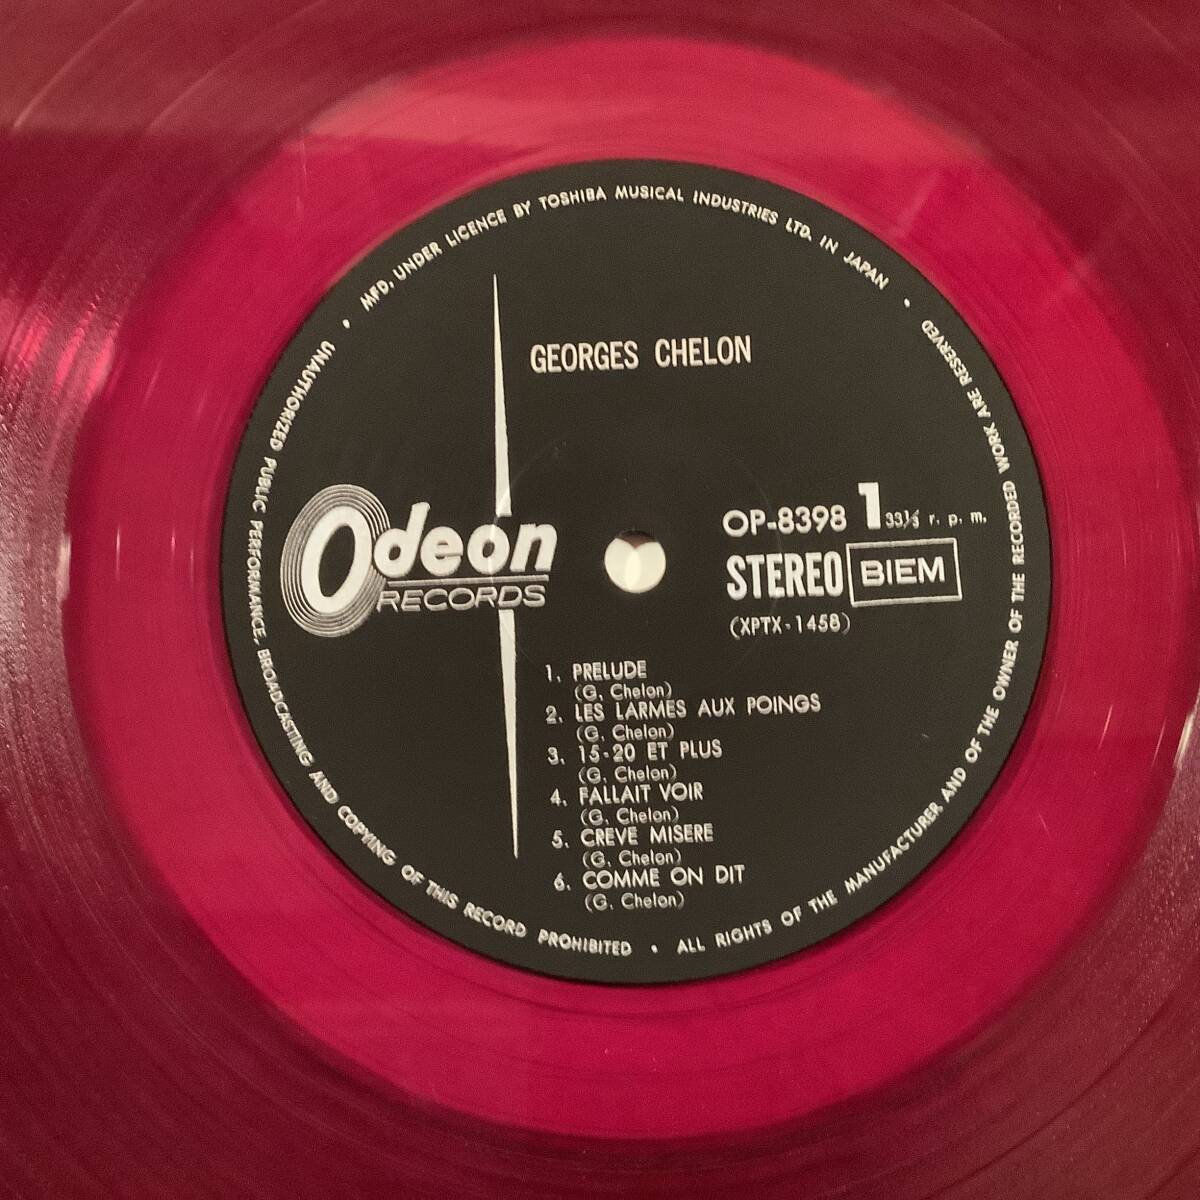 MFD. UNDER LICENCE BY TOSHIBA MUSICAL INDUSTRIES LTD. IN JAPAN •
GEORGES CHELON
Odeon
RECORDS
OP-8398 1 33⅓ r. p. m.
STEREO BIEM
(XPTX-1458)
1. PRELUDE
(G. Chelon)
2. LES LARMES AUX POINGS
(G. Chelon)
3. 15-20 ET PLUS
(G. Chelon)
4. FALLAIT VOIR
(G. Chelon)
5. CREVE MISERE
(G. Chelon)
6. COMME ON DIT
(G. Chelon)
ALL RIGHTS OF THE MANUFACTURER AND OF THE OWNER OF THE RECORDED WORK ARE RESERVED
• UNAUTHORIZED PUBLIC PERFORMANCE, BROADCASTING AND COPYING OF THIS RECORD PROHIBITED •